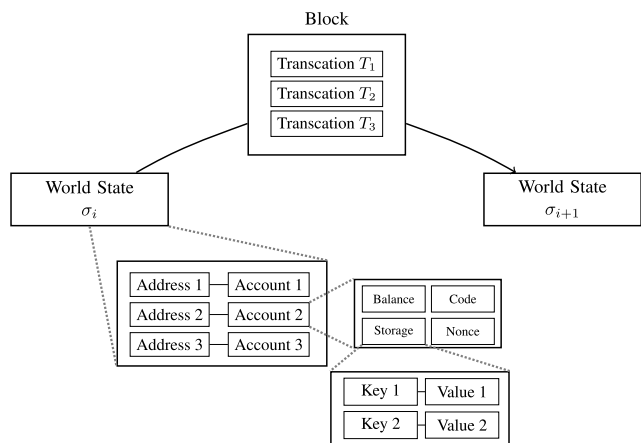 Block
Transcation T₁
Transcation T₂
Transcation T₃
World State
σᵢ
World State
σᵢ₊₁
Address 1 Account 1
Address 2 Account 2
Address 3 Account 3
Balance Code
Storage Nonce
Key 1 Value 1
Key 2 Value 2